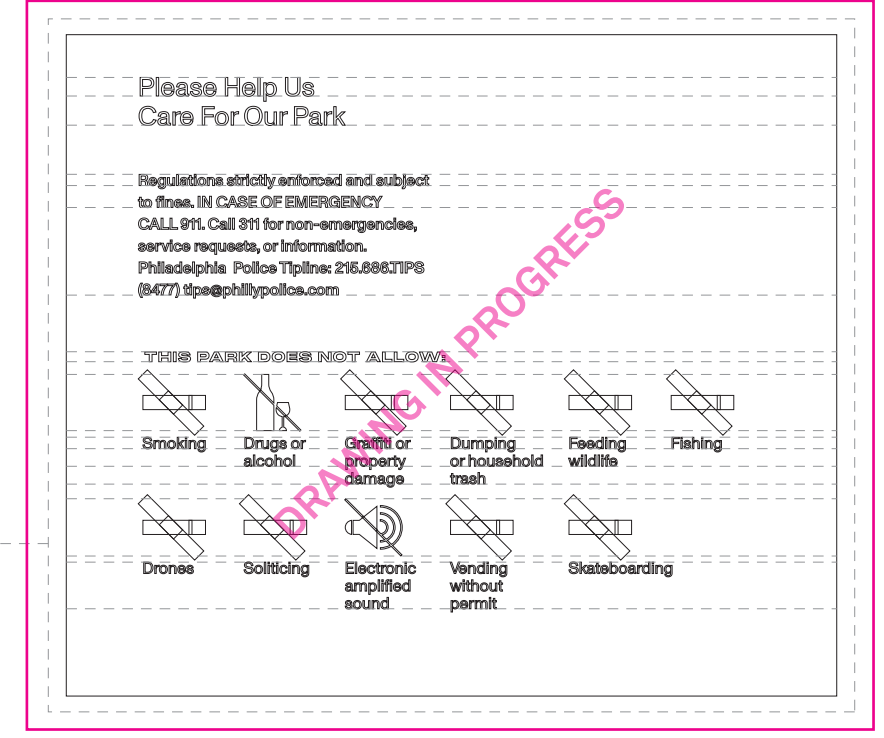 Please Help Us
Care For Our Park
Regulations strictly enforced and subject
to fines. IN CASE OF EMERGENCY
CALL 911. Call 311 for non-emergencies,
service requests, or information.
Philadelphia Police Tipline: 215.686.TIPS
(8477) tips@phillypolice.com
THIS PARK DOES NOT ALLOW:
Smoking
Drugs or
alcohol
Graffiti or
property
damage
Dumping
or household
trash
Feeding
wildlife
Fishing
Drones
Soliticing
Electronic
amplified
sound
Vending
without
permit
Skateboarding
DRAWING IN PROGRESS